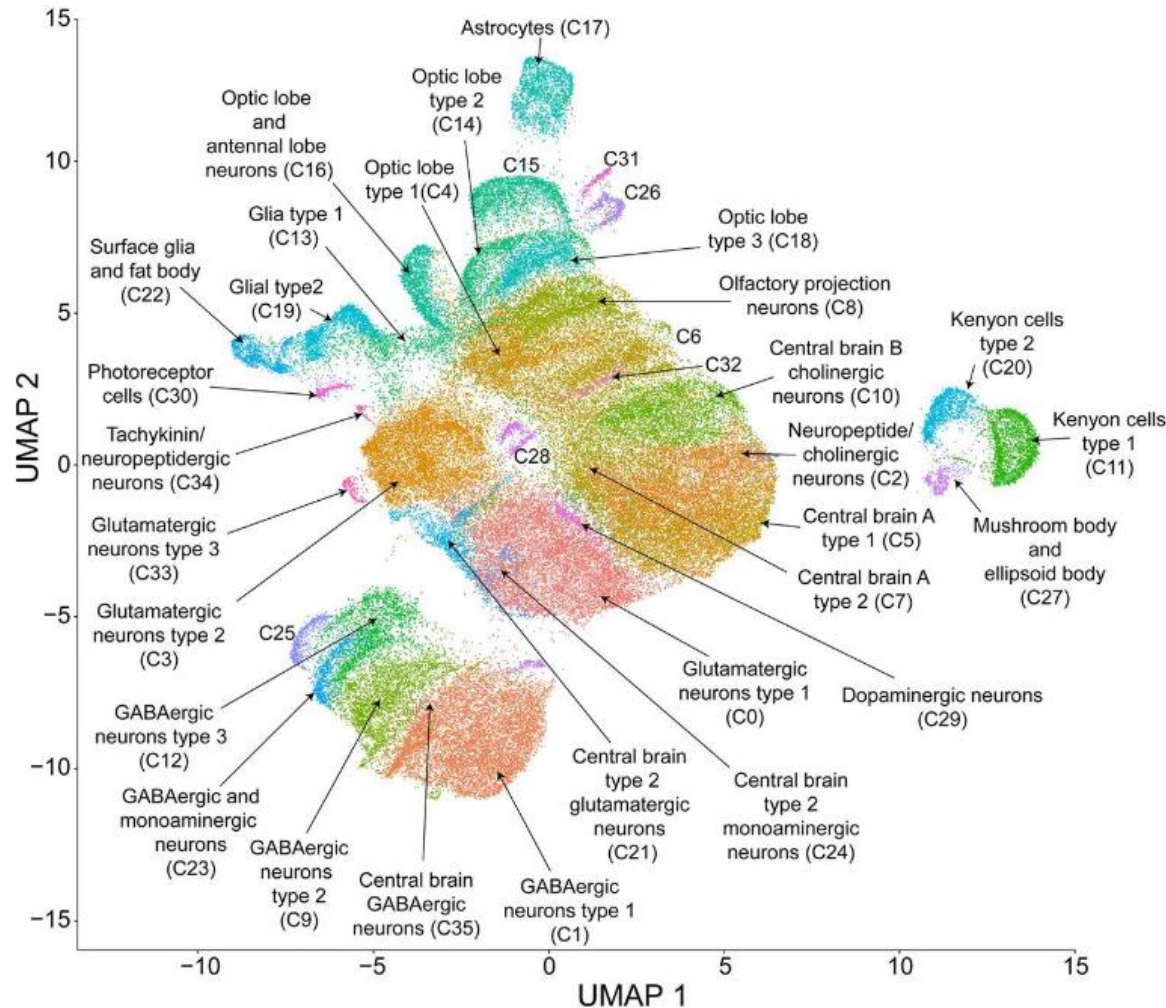 15
10
5
0
−5
−10
−15
UMAP 2
−10
−5
0
5
10
15
UMAP 1
Astrocytes (C17)
Optic lobe
type 2
(C14)
Optic lobe
and
antennal lobe
neurons (C16)
Optic lobe
type 1(C4)
C15
C31
C26
Glia type 1
(C13)
Optic lobe
type 3 (C18)
Surface glia
and fat body
(C22)
Glial type2
(C19)
Olfactory projection
neurons (C8)
C6
C32
Kenyon cells
type 2
(C20)
Central brain B
cholinergic
neurons
(C10)
Photoreceptor
cells (C30)
Kenyon cells
type 1
(C11)
Tachykinin/
neuropeptidergic
neurons (C34)
C28
Neuropeptide/
cholinergic
neurons (C2)
Glutamatergic
neurons type 3
(C33)
Central brain A
type 1 (C5)
Mushroom body
and
ellipsoid body
(C27)
Central brain A
type 2 (C7)
Glutamatergic
neurons type 2
(C3)
C25
Glutamatergic
neurons type 1
(C0)
Dopaminergic neurons
(C29)
GABAergic
neurons type 3
(C12)
GABAergic and
monoaminergic
neurons
(C23)
GABAergic
neurons
type 2
(C9)
Central brain
GABAergic
neurons (C35)
GABAergic
neurons type 1
(C1)
Central brain
type 2
glutamatergic
neurons
(C21)
Central brain
type 2
monoaminergic
neurons (C24)